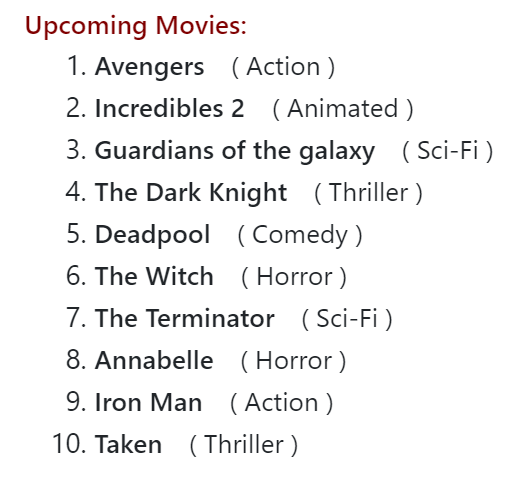 Upcoming Movies:
1. Avengers ( Action )
2. Incredibles 2 ( Animated )
3. Guardians of the galaxy ( Sci-Fi )
4. The Dark Knight ( Thriller )
5. Deadpool ( Comedy )
6. The Witch ( Horror )
7. The Terminator ( Sci-Fi )
8. Annabelle ( Horror )
9. Iron Man ( Action )
10. Taken ( Thriller )